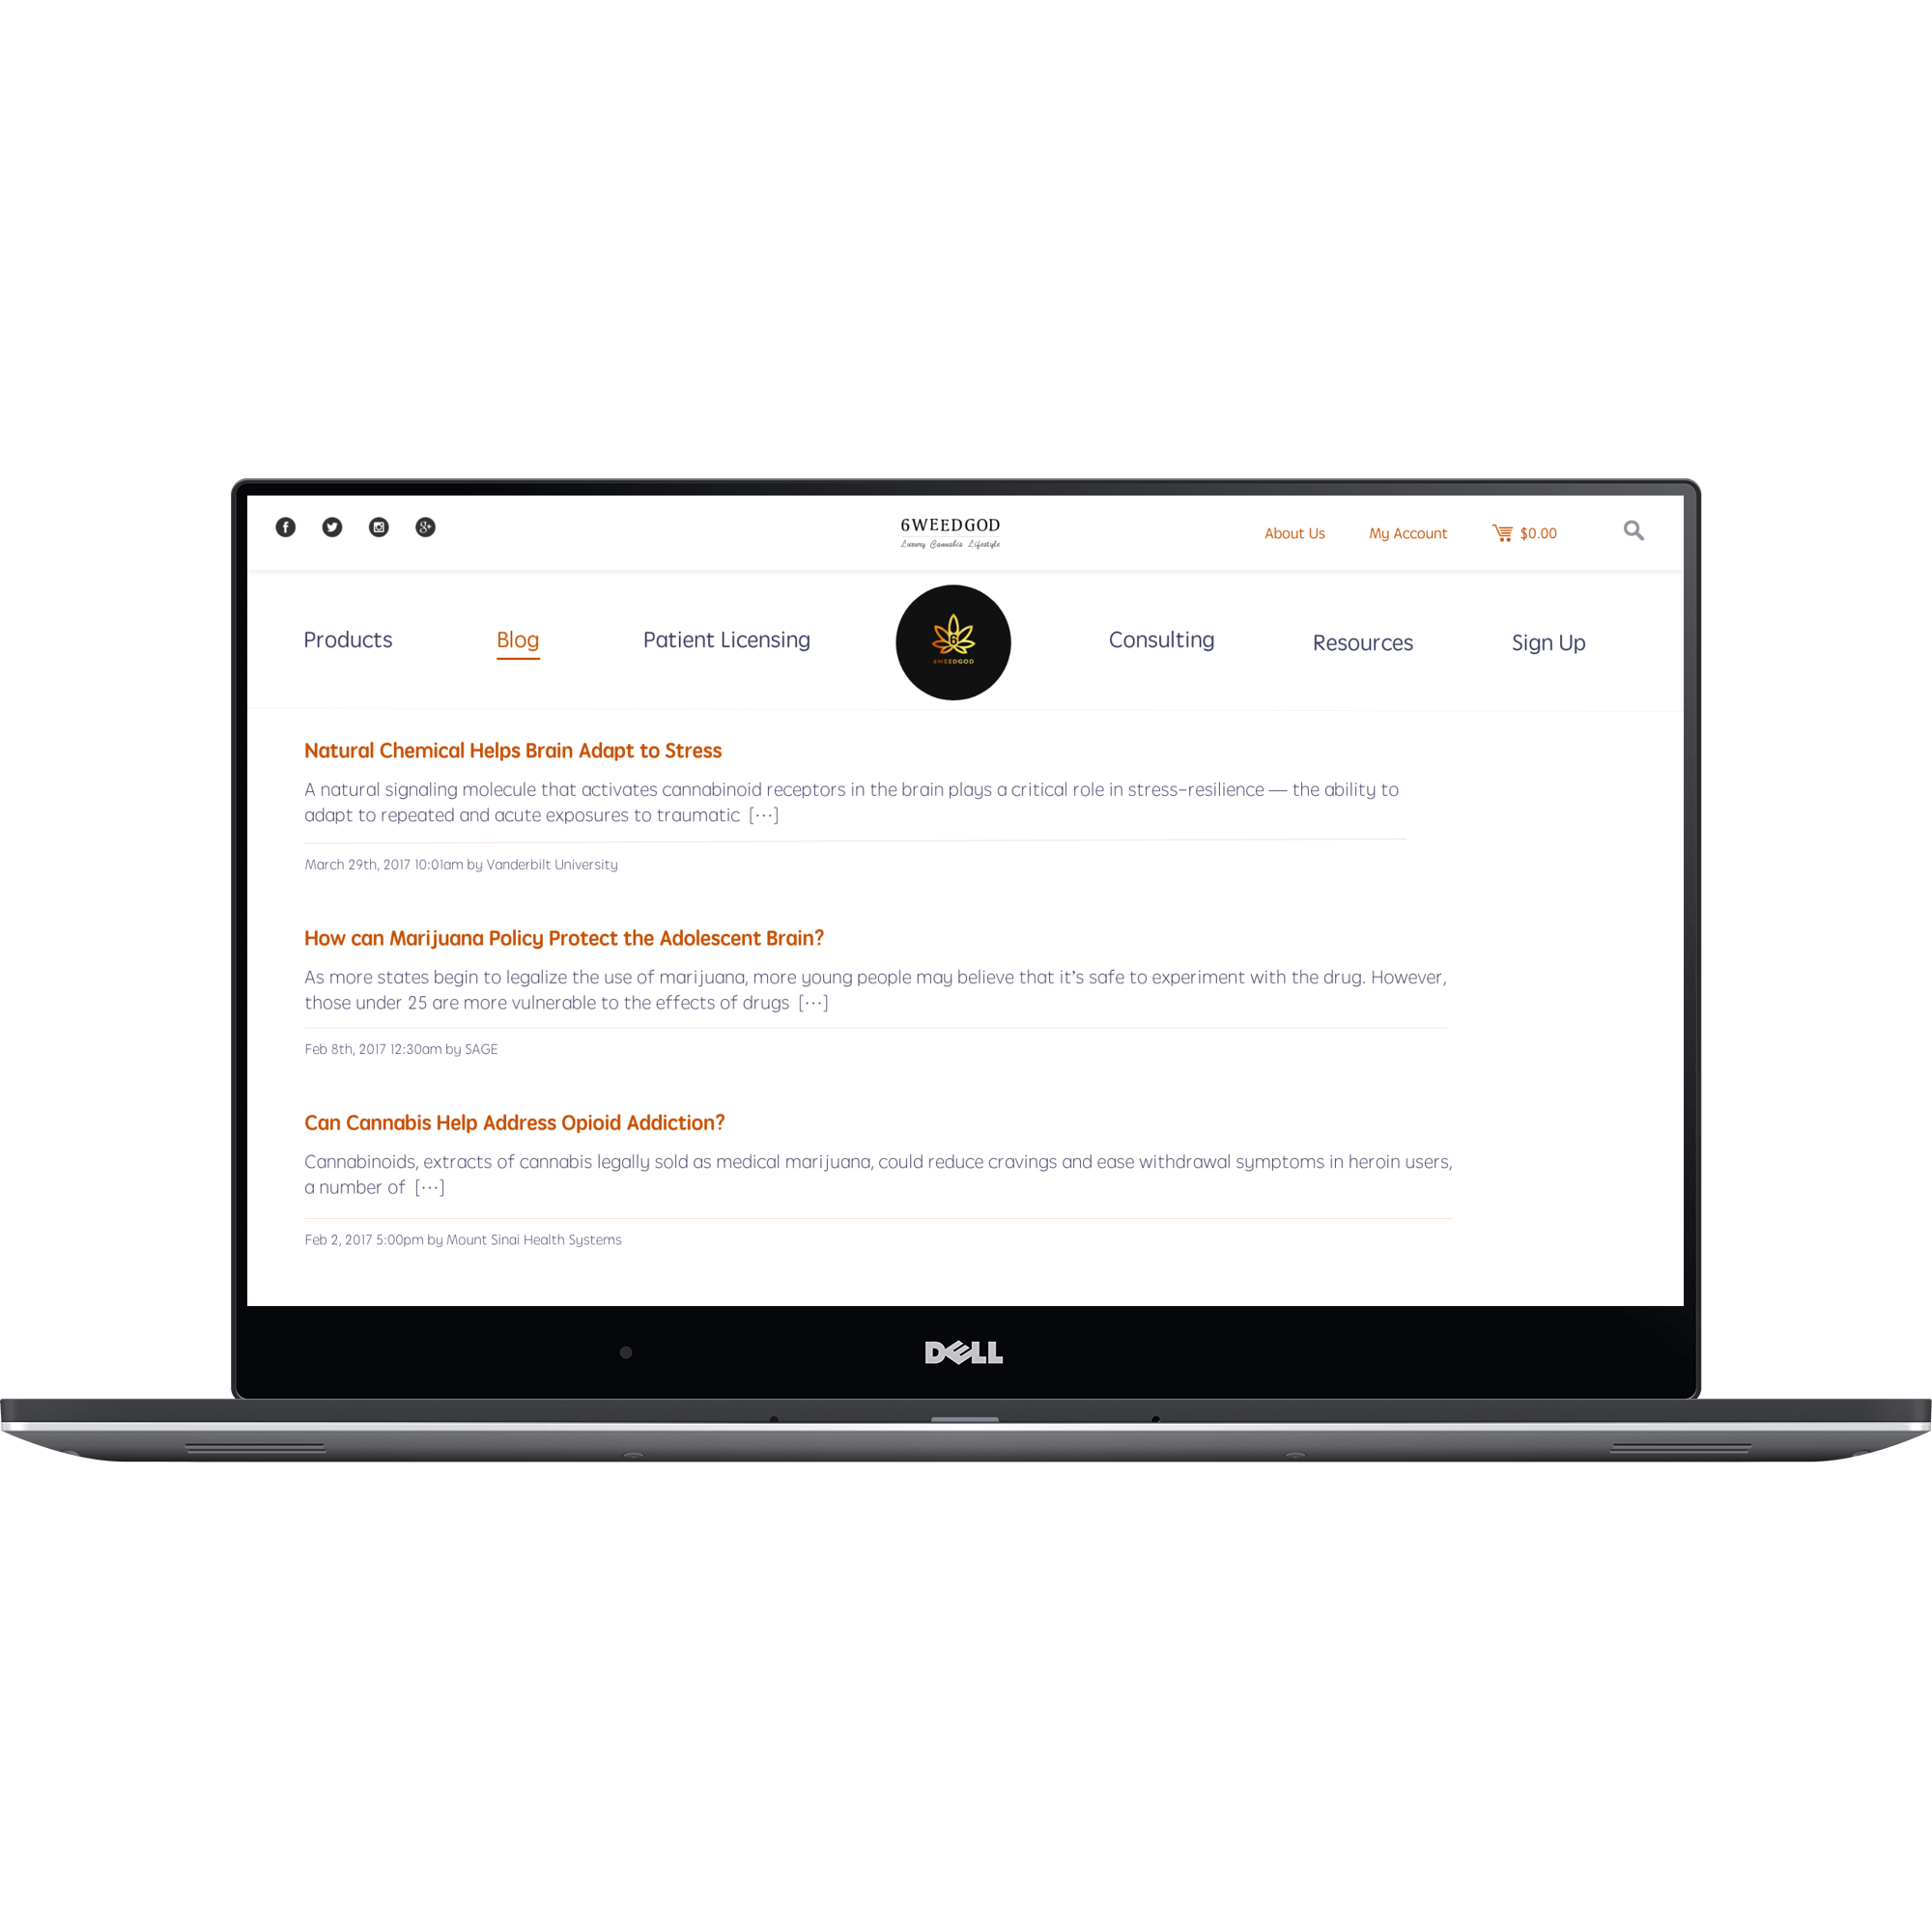 6WEEDGOD
Luxury Cannabis Lifestyle
About Us
My Account
$0.00
Products
Blog
Patient Licensing
6
6WEEDGOD
Consulting
Resources
Sign Up
Natural Chemical Helps Brain Adapt to Stress
A natural signaling molecule that activates cannabinoid receptors in the brain plays a critical role in stress-resilience — the ability to
adapt to repeated and acute exposures to traumatic [···]
March 29th, 2017 10:01am by Vanderbilt University
How can Marijuana Policy Protect the Adolescent Brain?
As more states begin to legalize the use of marijuana, more young people may believe that it's safe to experiment with the drug. However,
those under 25 are more vulnerable to the effects of drugs [···]
Feb 8th, 2017 12:30am by SAGE
Can Cannabis Help Address Opioid Addiction?
Cannabinoids, extracts of cannabis legally sold as medical marijuana, could reduce cravings and ease withdrawal symptoms in heroin users,
a number of [···]
Feb 2, 2017 5:00pm by Mount Sinai Health Systems
DELL